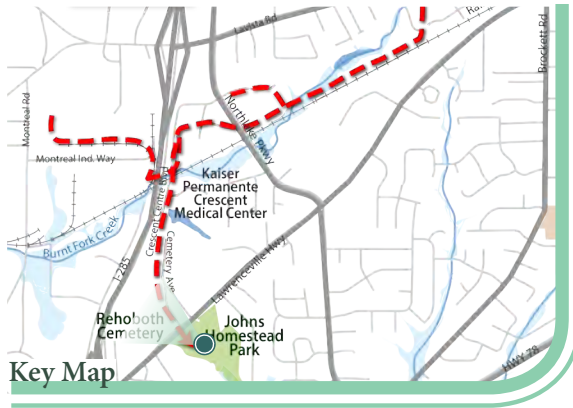 Lavista Rd
Ra
Brockett Rd
Montreal Rd
Northlake Pkwy
Montreal Ind. Way
Kaiser
Permanente
Crescent
Medical Center
Crescent Centre Blvd
Burnt Fork Creek
Cemetery Ave
I-285
Lawrenceville Hwy
Rehoboth
Cemetery
Johns
Homestead
Park
HWY 78
Key Map